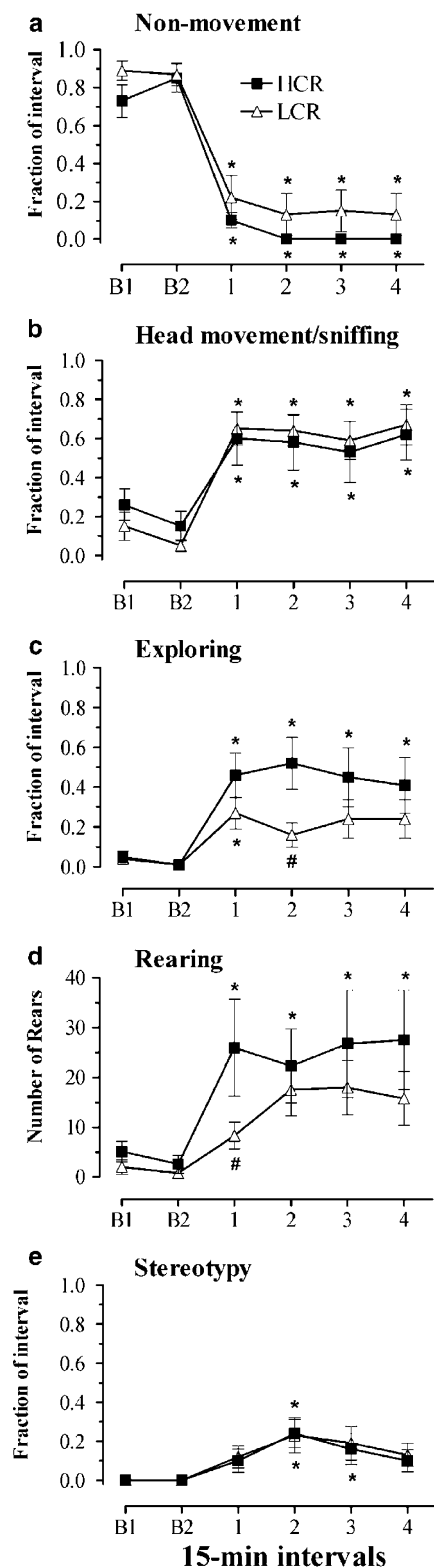 a Non-movement
Fraction of interval
1.0
0.8
0.6
0.4
0.2
0.0
HCR
LCR
* * * *
* * * *
B1 B2 1 2 3 4
b Head movement/sniffing
Fraction of interval
1.0
0.8
0.6
0.4
0.2
0.0
* * * *
* * * *
B1 B2 1 2 3 4
c Exploring
Fraction of interval
1.0
0.8
0.6
0.4
0.2
0.0
* * * *
* #
B1 B2 1 2 3 4
d Rearing
Number of Rears
40
30
20
10
0
* * * *
#
B1 B2 1 2 3 4
e Stereotypy
Fraction of interval
1.0
0.8
0.6
0.4
0.2
0.0
*
* *
B1 B2 1 2 3 4
15-min intervals